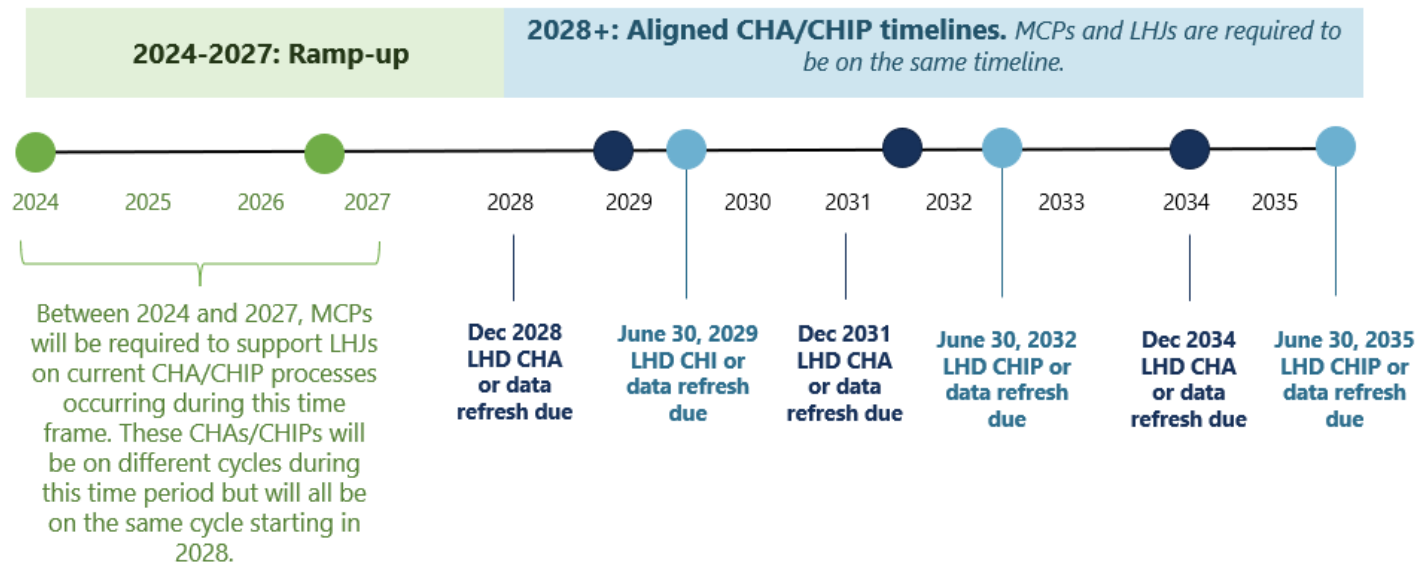 2024-2027: Ramp-up
2028+: Aligned CHA/CHIP timelines. MCPs and LHJs are required to
be on the same timeline.
2024
2025
2026
2027
2028
2029
2030
2031
2032
2033
2034
2035
Between 2024 and 2027, MCPs
will be required to support LHJs
on current CHA/CHIP processes
occurring during this time
frame. These CHAs/CHIPs will
be on different cycles during
this time period but will all be
on the same cycle starting in
2028.
Dec 2028
LHD CHA
or data
refresh due
June 30, 2029
LHD CHI or
data refresh
due
Dec 2031
LHD CHA
or data
refresh due
June 30, 2032
LHD CHIP or
data refresh
due
Dec 2034
LHD CHA
or data
refresh due
June 30, 2035
LHD CHIP or
data refresh
due